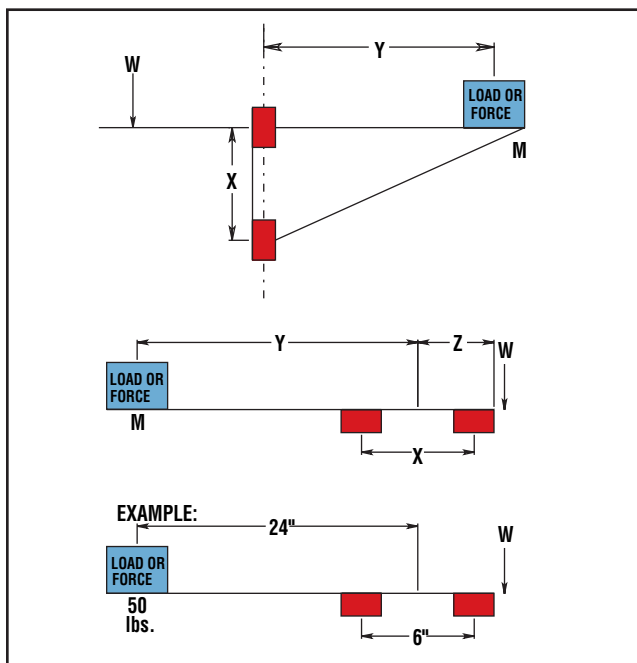 Y
W
LOAD OR
FORCE
M
X
Y
Z
W
LOAD OR
FORCE
M
X
EXAMPLE:
24"
W
LOAD OR
FORCE
50
lbs.
6"